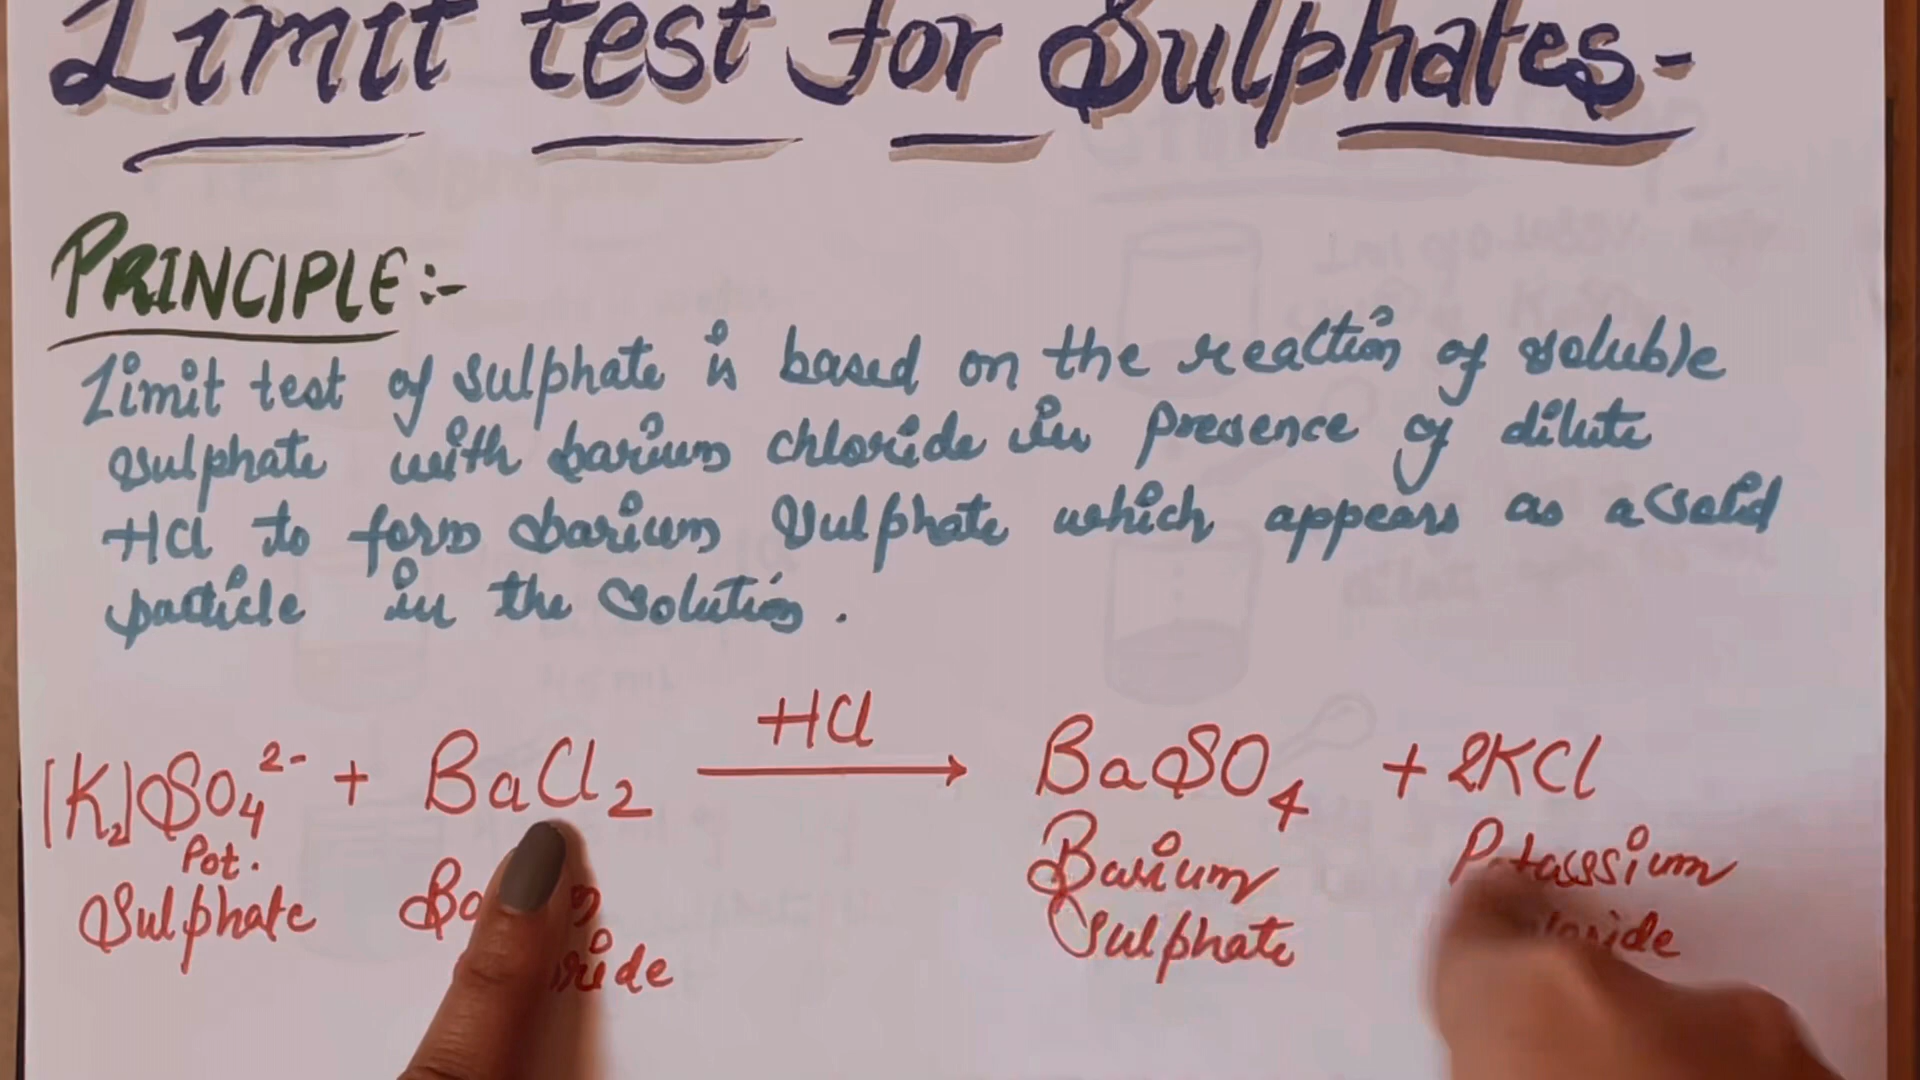 Limit test for Sulphates-
PRINCIPLE:-
Limit test of sulphate is based on the reaction of soluble
sulphate with barium chloride in presence of dilute
HCl to form barium Sulphate which appears as a solid
particle in the solution.
[K₂]SO₄²⁻ + BaCl₂ HCl → BaSO₄ + 2KCl
Pot. Sulphate
Barium Sulphate
Potassium